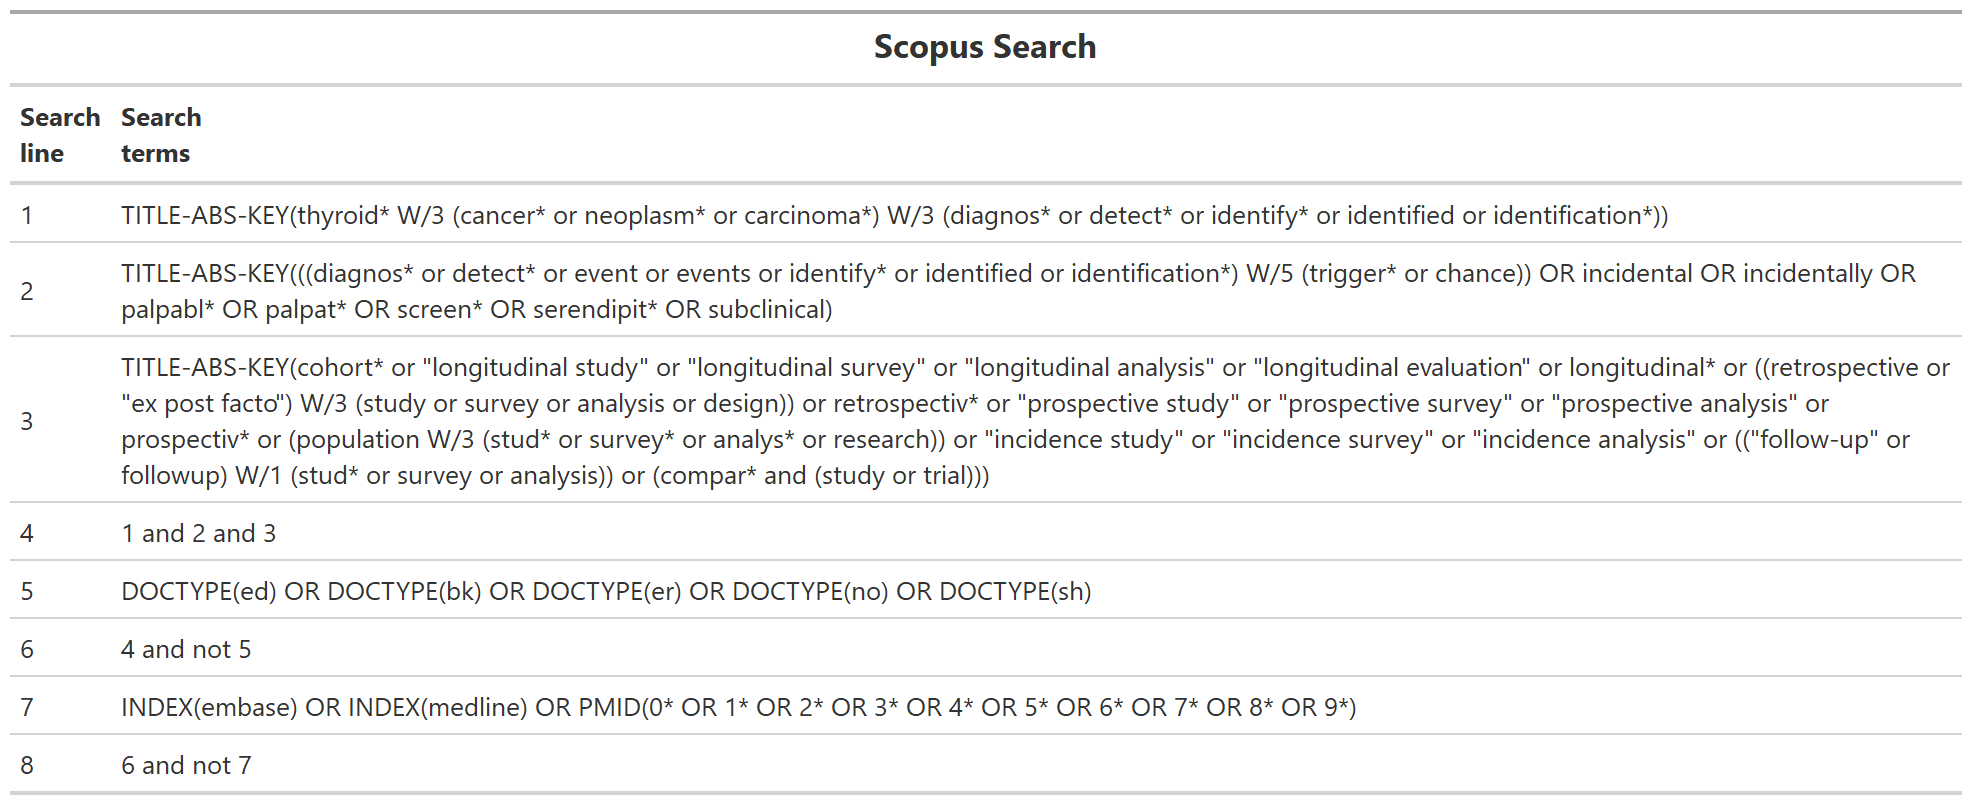 Scopus Search
Search line
Search terms
1
TITLE-ABS-KEY(thyroid* W/3 (cancer* or neoplasm* or carcinoma*) W/3 (diagnos* or detect* or identify* or identified or identification*))
2
TITLE-ABS-KEY(((diagnos* or detect* or event or events or identify* or identified or identification*) W/5 (trigger* or chance)) OR incidental OR incidentally OR
palpabl* OR palpat* OR screen* OR serendipit* OR subclinical)
3
TITLE-ABS-KEY(cohort* or "longitudinal study" or "longitudinal survey" or "longitudinal analysis" or "longitudinal evaluation" or longitudinal* or ((retrospective or
"ex post facto") W/3 (study or survey or analysis or design)) or retrospectiv* or "prospective study" or "prospective survey" or "prospective analysis" or
prospectiv* or (population W/3 (stud* or survey* or analys* or research)) or "incidence study" or "incidence survey" or "incidence analysis" or (("follow-up" or
followup) W/1 (stud* or survey or analysis)) or (compar* and (study or trial)))
4
1 and 2 and 3
5
DOCTYPE(ed) OR DOCTYPE(bk) OR DOCTYPE(er) OR DOCTYPE(no) OR DOCTYPE(sh)
6
4 and not 5
7
INDEX(embase) OR INDEX(medline) OR PMID(0* OR 1* OR 2* OR 3* OR 4* OR 5* OR 6* OR 7* OR 8* OR 9*)
8
6 and not 7